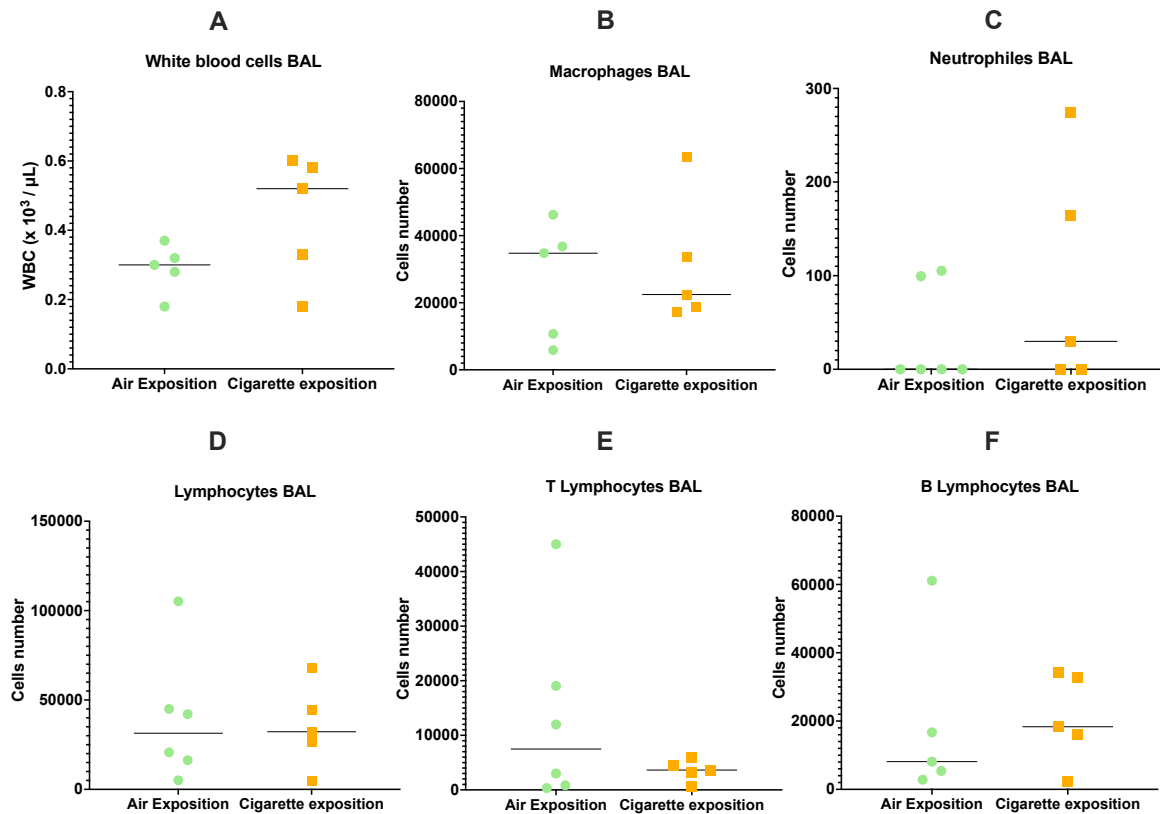 A
B
C
White blood cells BAL
Macrophages BAL
Neutrophiles BAL
WBC (x 10^3 / µL)
0.8
0.6
0.4
0.2
0.0
Air Exposition Cigarette exposition
Cells number
80000
60000
40000
20000
0
Air Exposition Cigarette exposition
Cells number
300
200
100
0
Air Exposition Cigarette exposition
D
E
F
Lymphocytes BAL
T Lymphocytes BAL
B Lymphocytes BAL
Cells number
150000
100000
50000
0
Air Exposition Cigarette exposition
Cells number
50000
40000
30000
20000
10000
0
Air Exposition Cigarette exposition
Cells number
80000
60000
40000
20000
0
Air Exposition Cigarette exposition